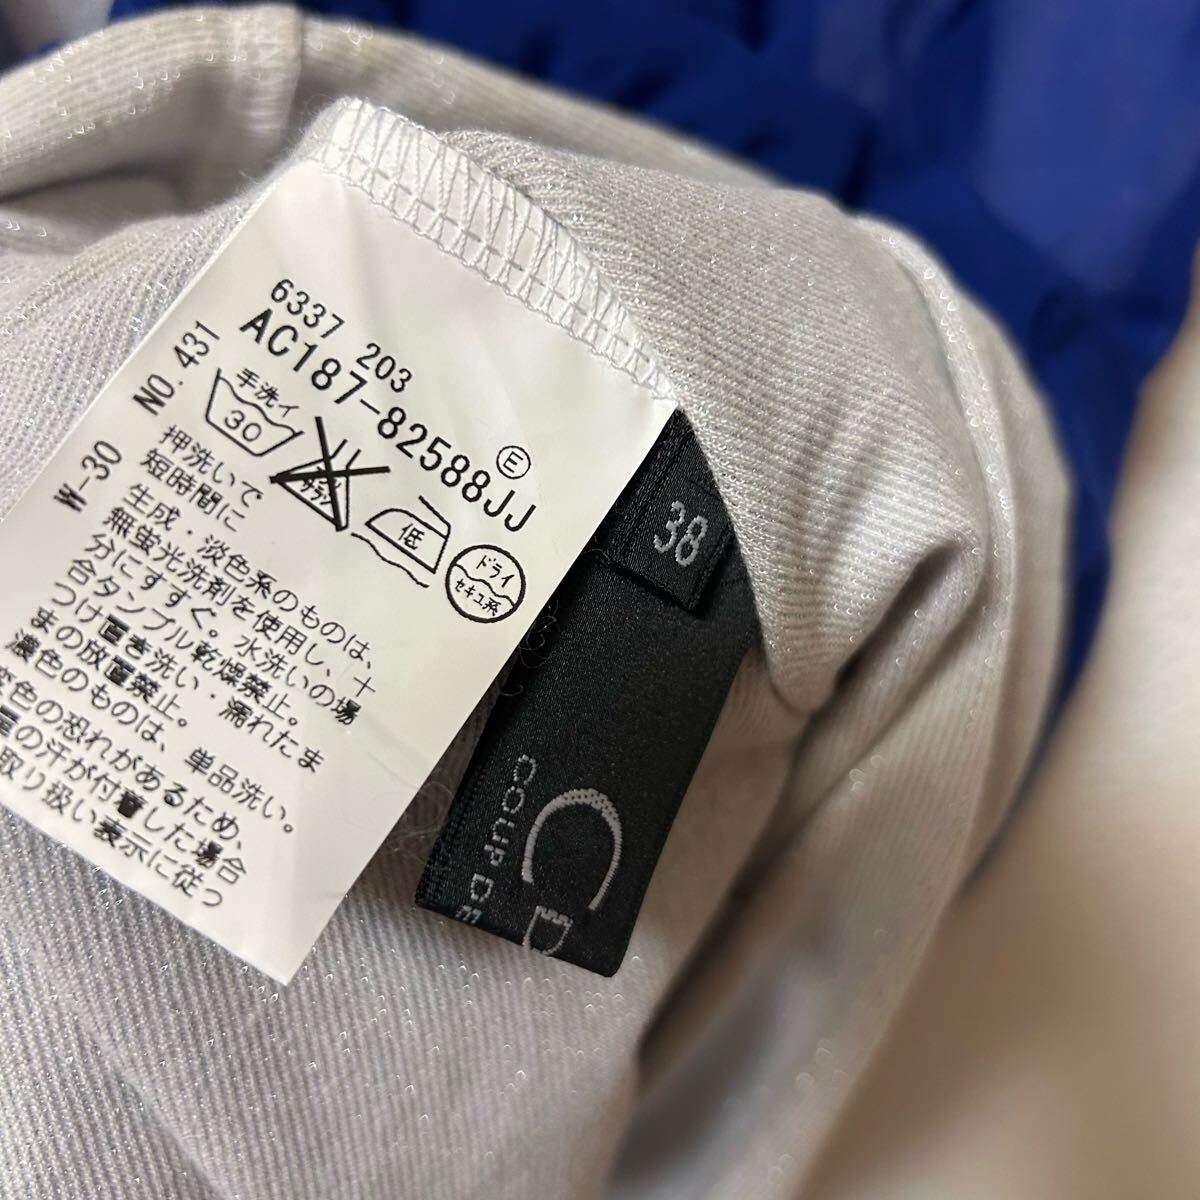 6337 203
AC187-82588JJ
NO. 431
W-30
手洗イ
30
サラシ
低
ドライ
セキユ系
E
押洗いで
短時間に
生成・淡色系のものは、
無蛍光洗剤を使用し、十
分にすすぐ。水洗いの場
合タンブル乾燥禁止。
つけ置き洗い・濡れたま
まの放置禁止。
濃色のものは、単品洗い。
色の恐れがあるため、
の汗が付着した場合
取り扱い表示に従っ
38
COUP D